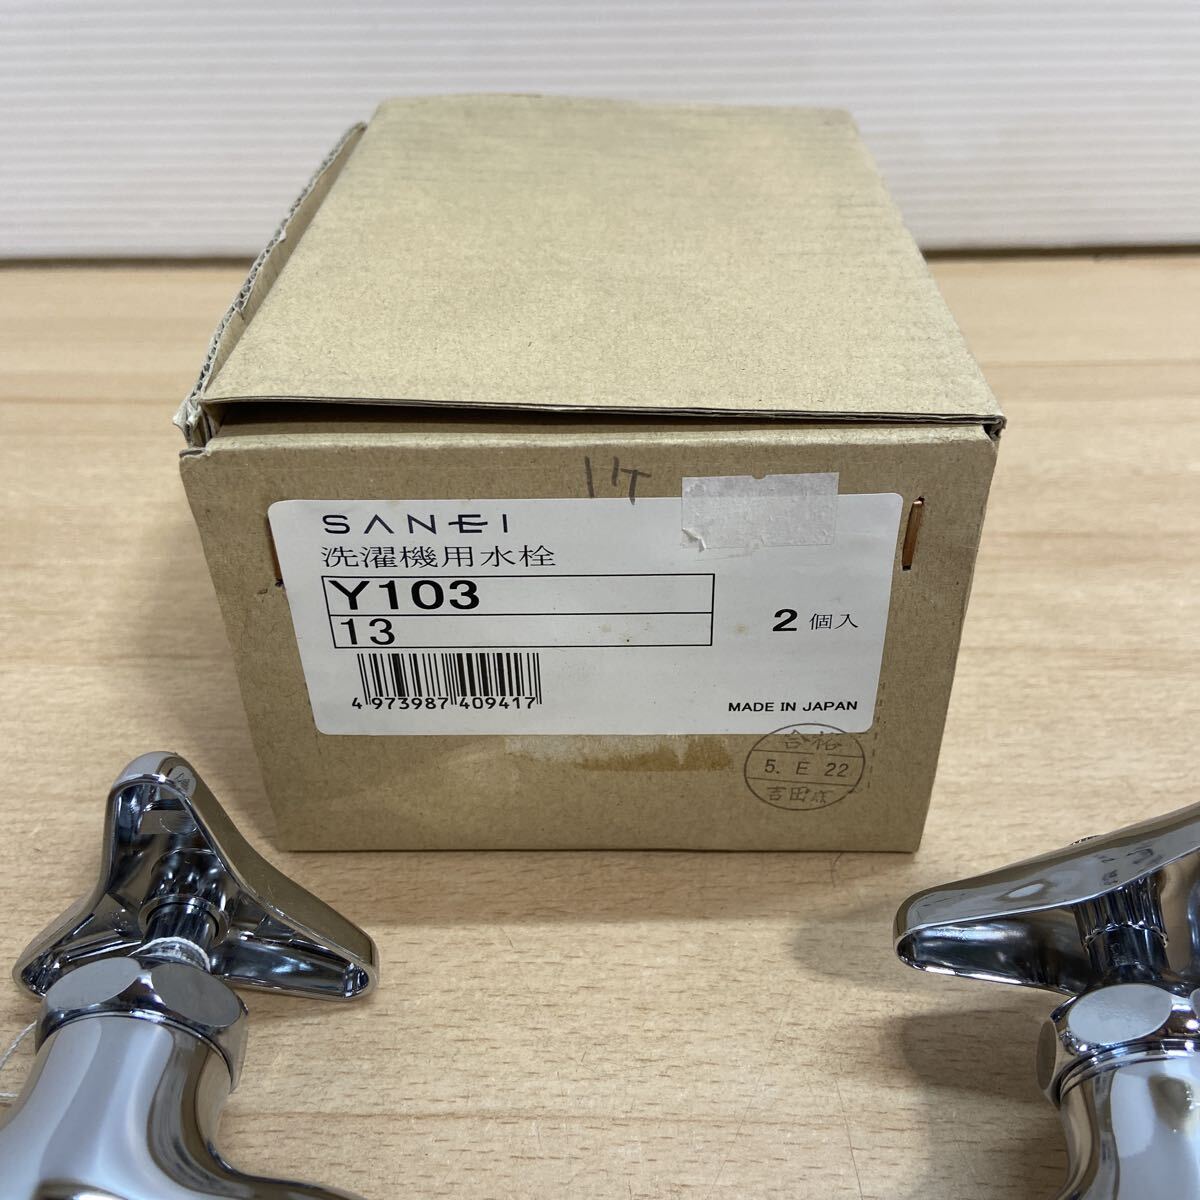 SANEI
洗濯機用水栓
Y103
13
2個入
4 973987 409417
MADE IN JAPAN
合格
5. E 22
吉田